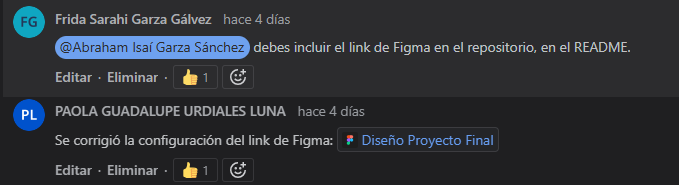 FG Frida Sarahi Garza Gálvez hace 4 días
@Abraham Isaí Garza Sánchez debes incluir el link de Figma en el repositorio, en el README.
Editar · Eliminar · 👍 1
PL PAOLA GUADALUPE URDIALES LUNA hace 4 días
Se corrigió la configuración del link de Figma: Diseño Proyecto Final
Editar · Eliminar · 👍 1